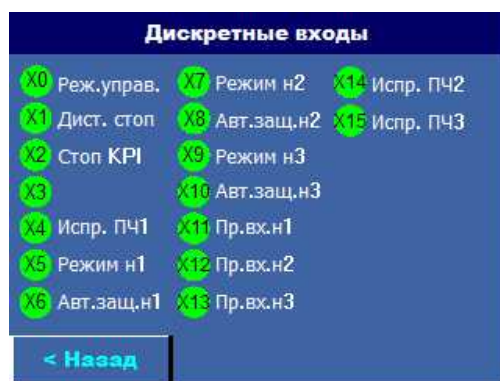 Дискретные входы
X0 Реж.управ.
X1 Дист. стоп
X2 Стоп KPI
X3
X4 Испр. ПЧ1
X5 Режим н1
X6 Авт.защ.н1
X7 Режим н2
X8 Авт.защ.н2
X9 Режим н3
X10 Авт.защ.н3
X11 Пр.вх.н1
X12 Пр.вх.н2
X13 Пр.вх.н3
X14 Испр. ПЧ2
X15 Испр. ПЧ3
< Назад